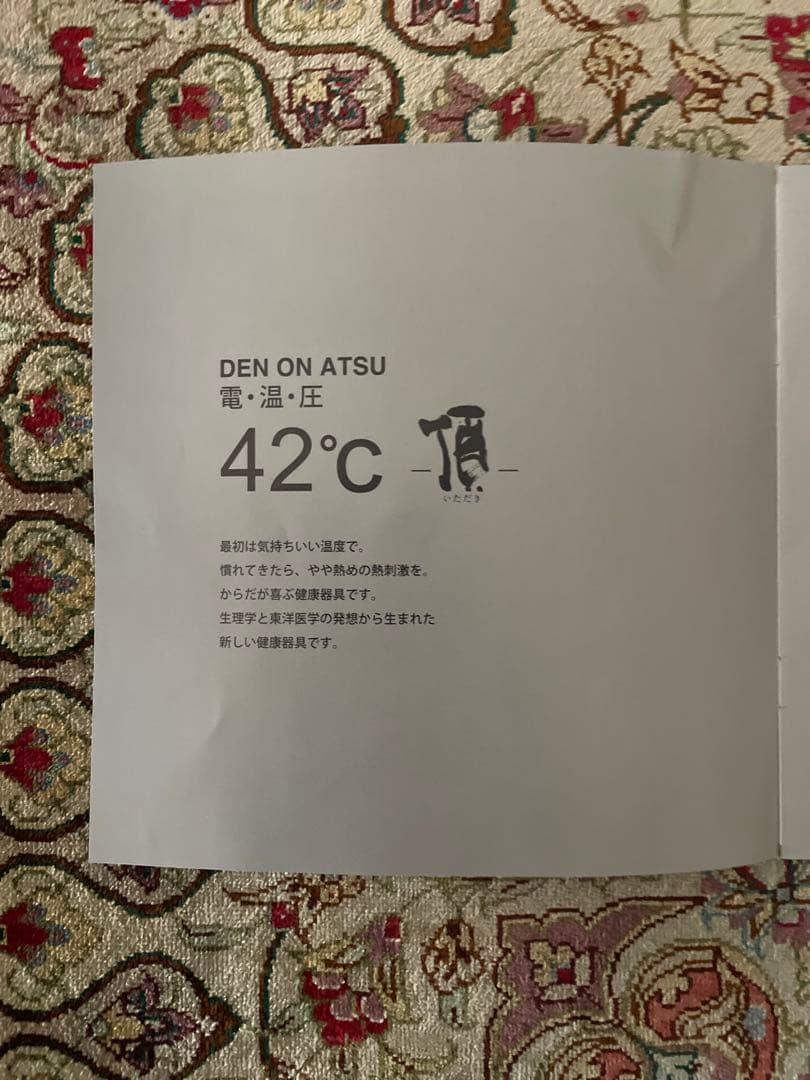 DEN ON ATSU
電・温・圧
42℃ ―頂―
いただき
最初は気持ちいい温度で。
慣れてきたら、やや熱めの熱刺激を。
からだが喜ぶ健康器具です。
生理学と東洋医学の発想から生まれた
新しい健康器具です。